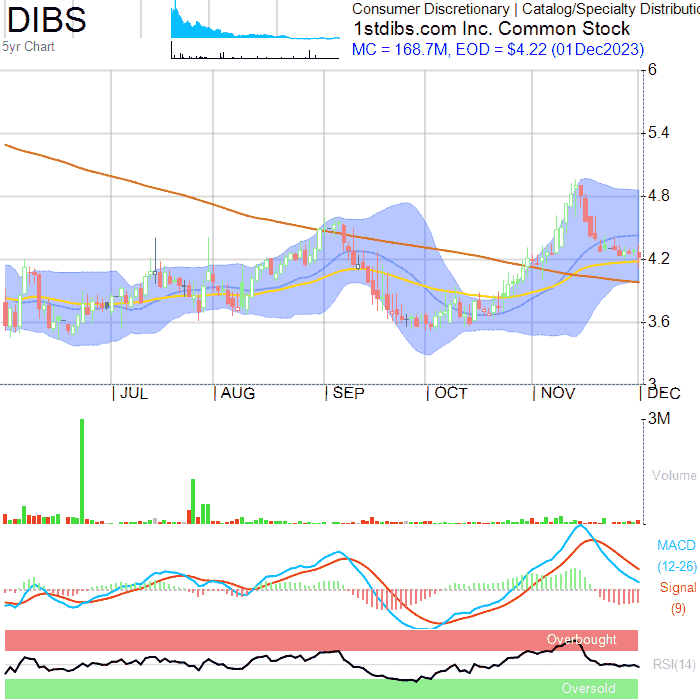 DIBS
5yr Chart
Consumer Discretionary | Catalog/Specialty Distributio
1stdibs.com Inc. Common Stock
MC = 168.7M, EOD = $4.22 (01Dec2023)
6
5.4
4.8
4.2
3.6
3
JUL
AUG
SEP
OCT
NOV
DEC
3M
Volume
MACD
(12-26)
Signal
(9)
Overbought
RSI(14)
Oversold